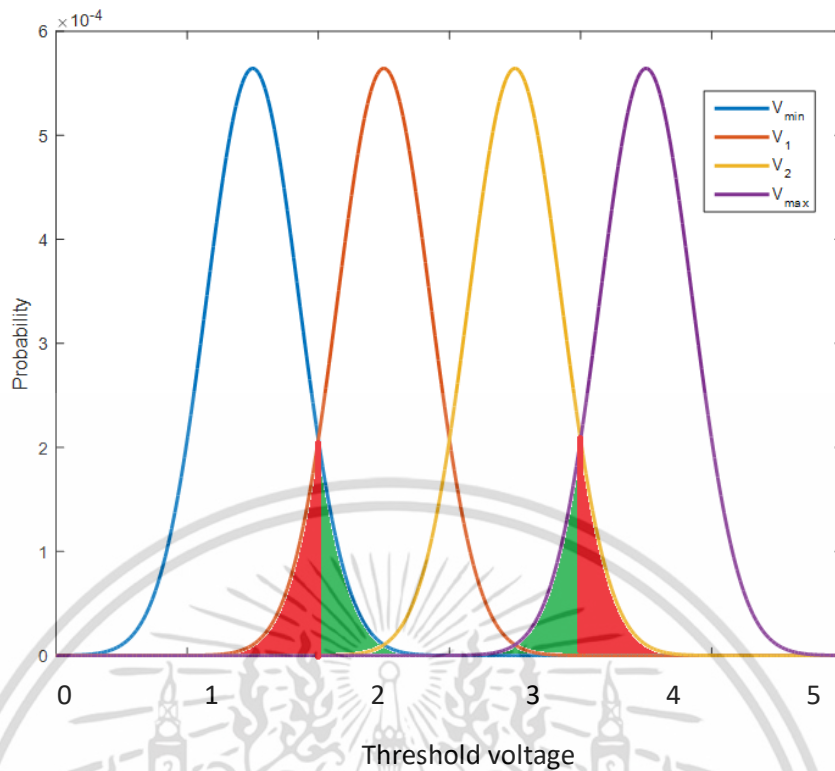 ×10⁻⁴
6
5
4
3
2
1
0
Probability
V_min
V_1
V_2
V_max
0 1 2 3 4 5
Threshold voltage